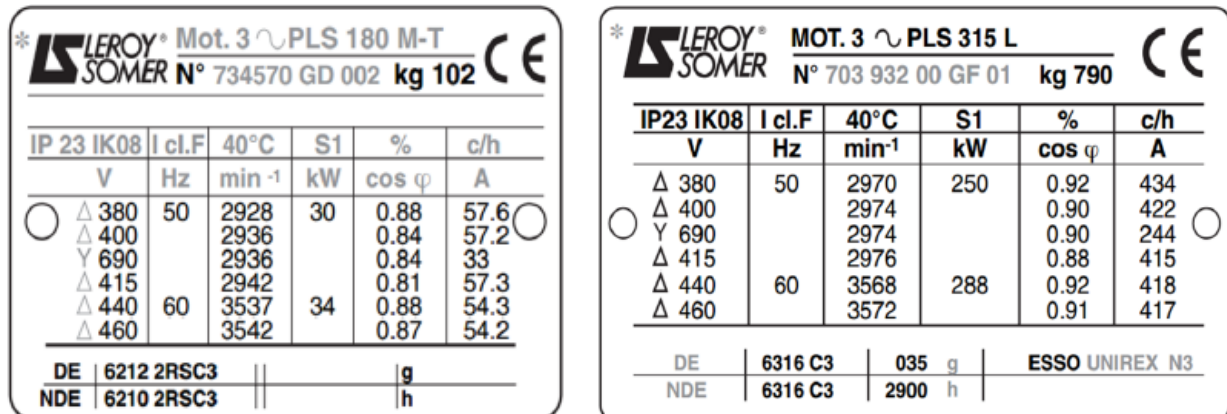 * LS LEROY® SOMER Mot. 3 ∿ PLS 180 M-T CE
N° 734570 GD 002 kg 102
IP 23 IK08 I cl.F 40°C S1 % c/h
V Hz min -1 kW cos φ A
Δ 380 50 2928 30 0.88 57.6
Δ 400 2936 0.84 57.2
Y 690 2936 0.84 33
Δ 415 2942 0.81 57.3
Δ 440 60 3537 34 0.88 54.3
Δ 460 3542 0.87 54.2
DE 6212 2RSC3 g
NDE 6210 2RSC3 h
* LS LEROY® SOMER MOT. 3 ∿ PLS 315 L CE
N° 703 932 00 GF 01 kg 790
IP23 IK08 I cl.F 40°C S1 % c/h
V Hz min-1 kW cos φ A
Δ 380 50 2970 250 0.92 434
Δ 400 2974 0.90 422
Y 690 2974 0.90 244
Δ 415 2976 0.88 415
Δ 440 60 3568 288 0.92 418
Δ 460 3572 0.91 417
DE 6316 C3 035 g ESSO UNIREX N3
NDE 6316 C3 2900 h